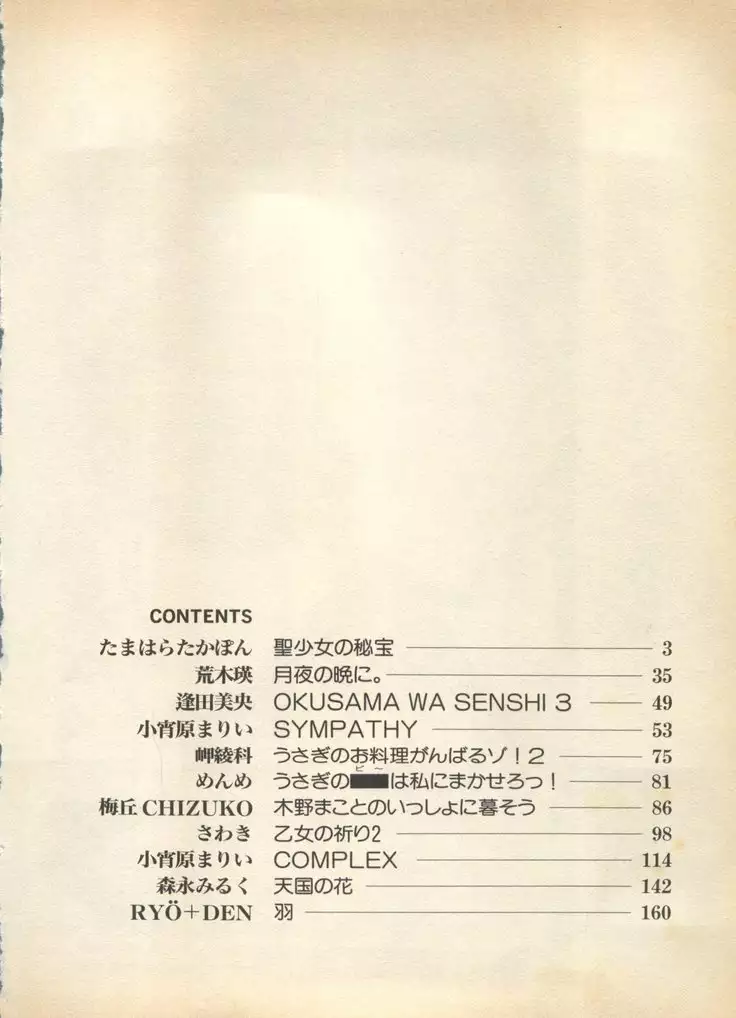 CONTENTS
たまはらたかぽん 聖少女の秘宝 3
荒木瑛 月夜の晩に。 35
逢田美央 OKUSAMA WA SENSHI 3 49
小宵原まりい SYMPATHY 53
岬綾科 うさぎのお料理がんばるゾ！2 75
めんめ うさぎの■■■は私にまかせろっ！ 81
梅丘CHIZUKO 木野まことのいっしょに暮そう 86
さわき 乙女の祈り2 98
小宵原まりい COMPLEX 114
森永みるく 天国の花 142
RYÖ＋DEN 羽 160